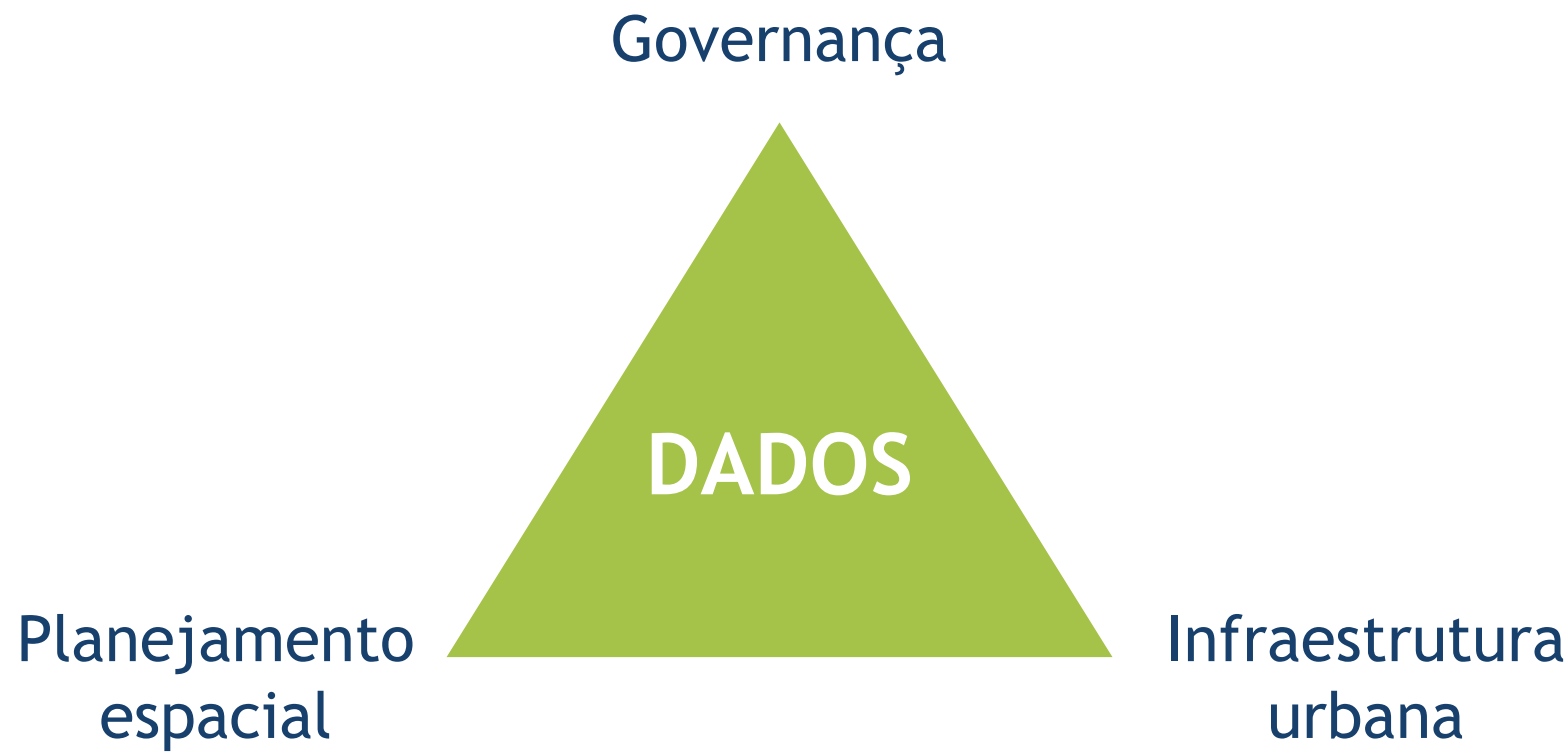 Governança
DADOS
Planejamento
espacial
Infraestrutura
urbana